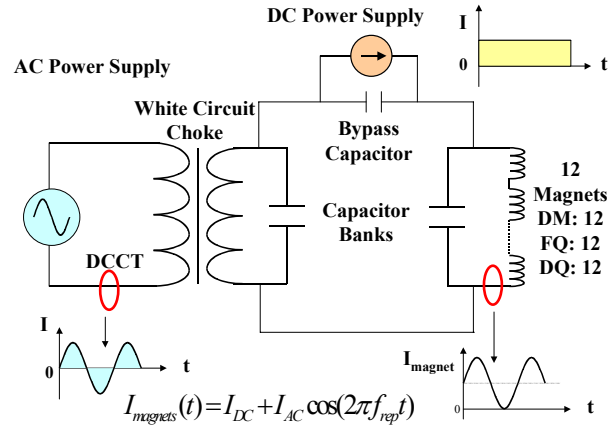 DC Power Supply
I
0
t
AC Power Supply
White Circuit
Choke
Bypass
Capacitor
Capacitor
Banks
12
Magnets
DM: 12
FQ: 12
DQ: 12
DCCT
I
0
t
I_magnet
0
t
I_magnets(t) = I_DC + I_AC cos(2πf_rep t)